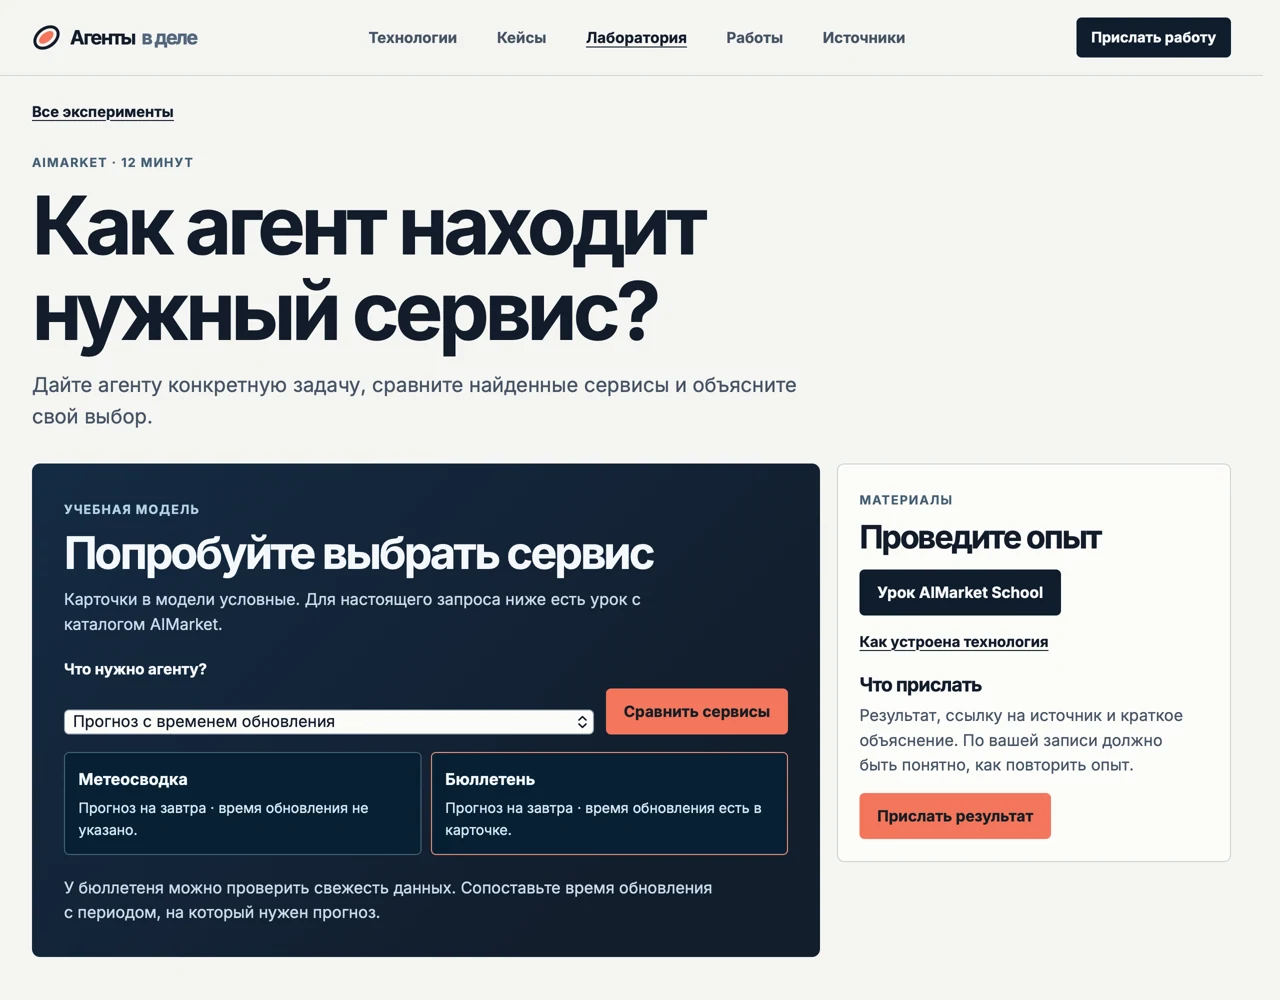 Агенты в деле
Технологии
Кейсы
Лаборатория
Работы
Источники
Прислать работу
Все эксперименты
AIMARKET · 12 МИНУТ
Как агент находит
нужный сервис?
Дайте агенту конкретную задачу, сравните найденные сервисы и объясните
свой выбор.
УЧЕБНАЯ МОДЕЛЬ
Попробуйте выбрать сервис
Карточки в модели условные. Для настоящего запроса ниже есть урок с
каталогом AIMarket.
Что нужно агенту?
Прогноз с временем обновления
Сравнить сервисы
Метеосводка
Прогноз на завтра · время обновления не
указано.
Бюллетень
Прогноз на завтра · время обновления есть в
карточке.
У бюллетеня можно проверить свежесть данных. Сопоставьте время обновления
с периодом, на который нужен прогноз.
МАТЕРИАЛЫ
Проведите опыт
Урок AIMarket School
Как устроена технология
Что прислать
Результат, ссылку на источник и краткое
объяснение. По вашей записи должно
быть понятно, как повторить опыт.
Прислать результат